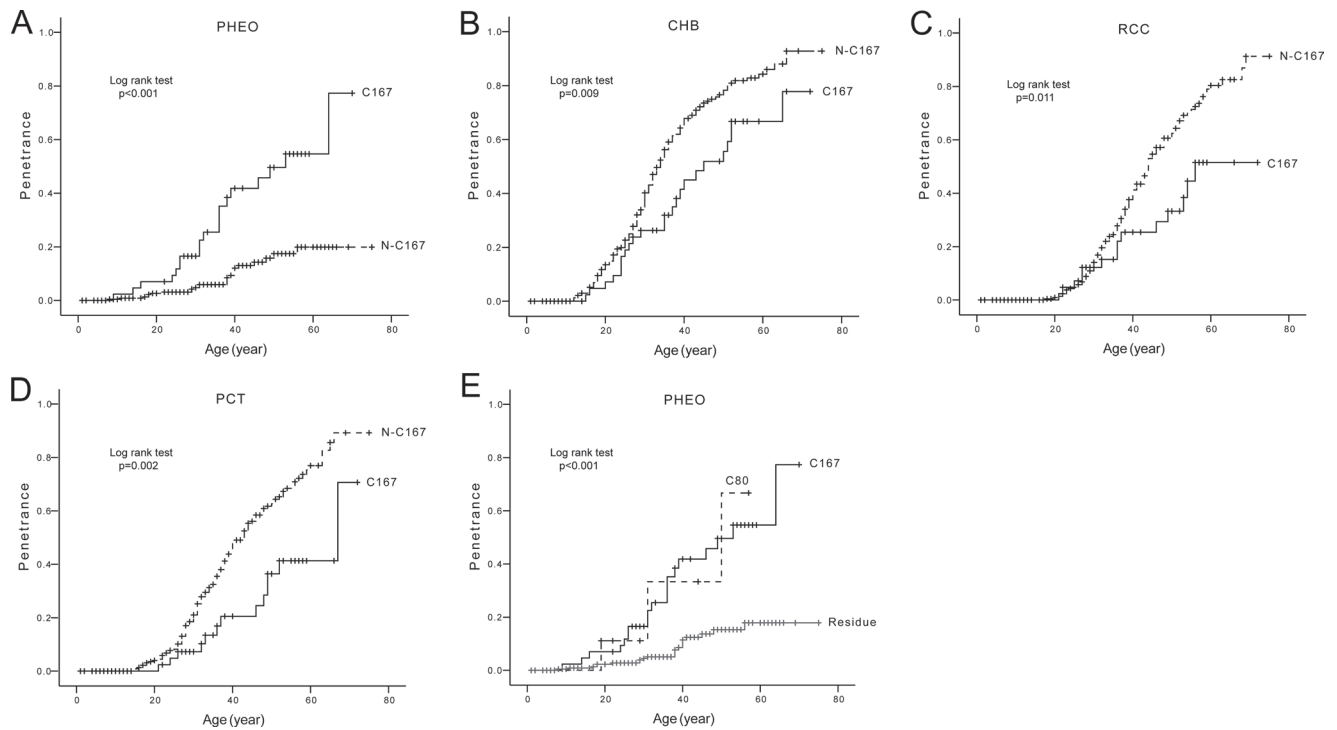 A
PHEO
1.0
0.8
0.6
0.4
0.2
0.0
Penetrance
Log rank test
p<0.001
C167
N-C167
0
20
40
60
80
Age (year)
B
CHB
1.0
0.8
0.6
0.4
0.2
0.0
Penetrance
Log rank test
p=0.009
N-C167
C167
0
20
40
60
80
Age (year)
C
RCC
1.0
0.8
0.6
0.4
0.2
0.0
Penetrance
Log rank test
p=0.011
N-C167
C167
0
20
40
60
80
Age (year)
D
PCT
1.0
0.8
0.6
0.4
0.2
0.0
Penetrance
Log rank test
p=0.002
N-C167
C167
0
20
40
60
80
Age (year)
E
PHEO
1.0
0.8
0.6
0.4
0.2
0.0
Penetrance
Log rank test
p<0.001
C80
C167
Residue
0
20
40
60
80
Age (year)